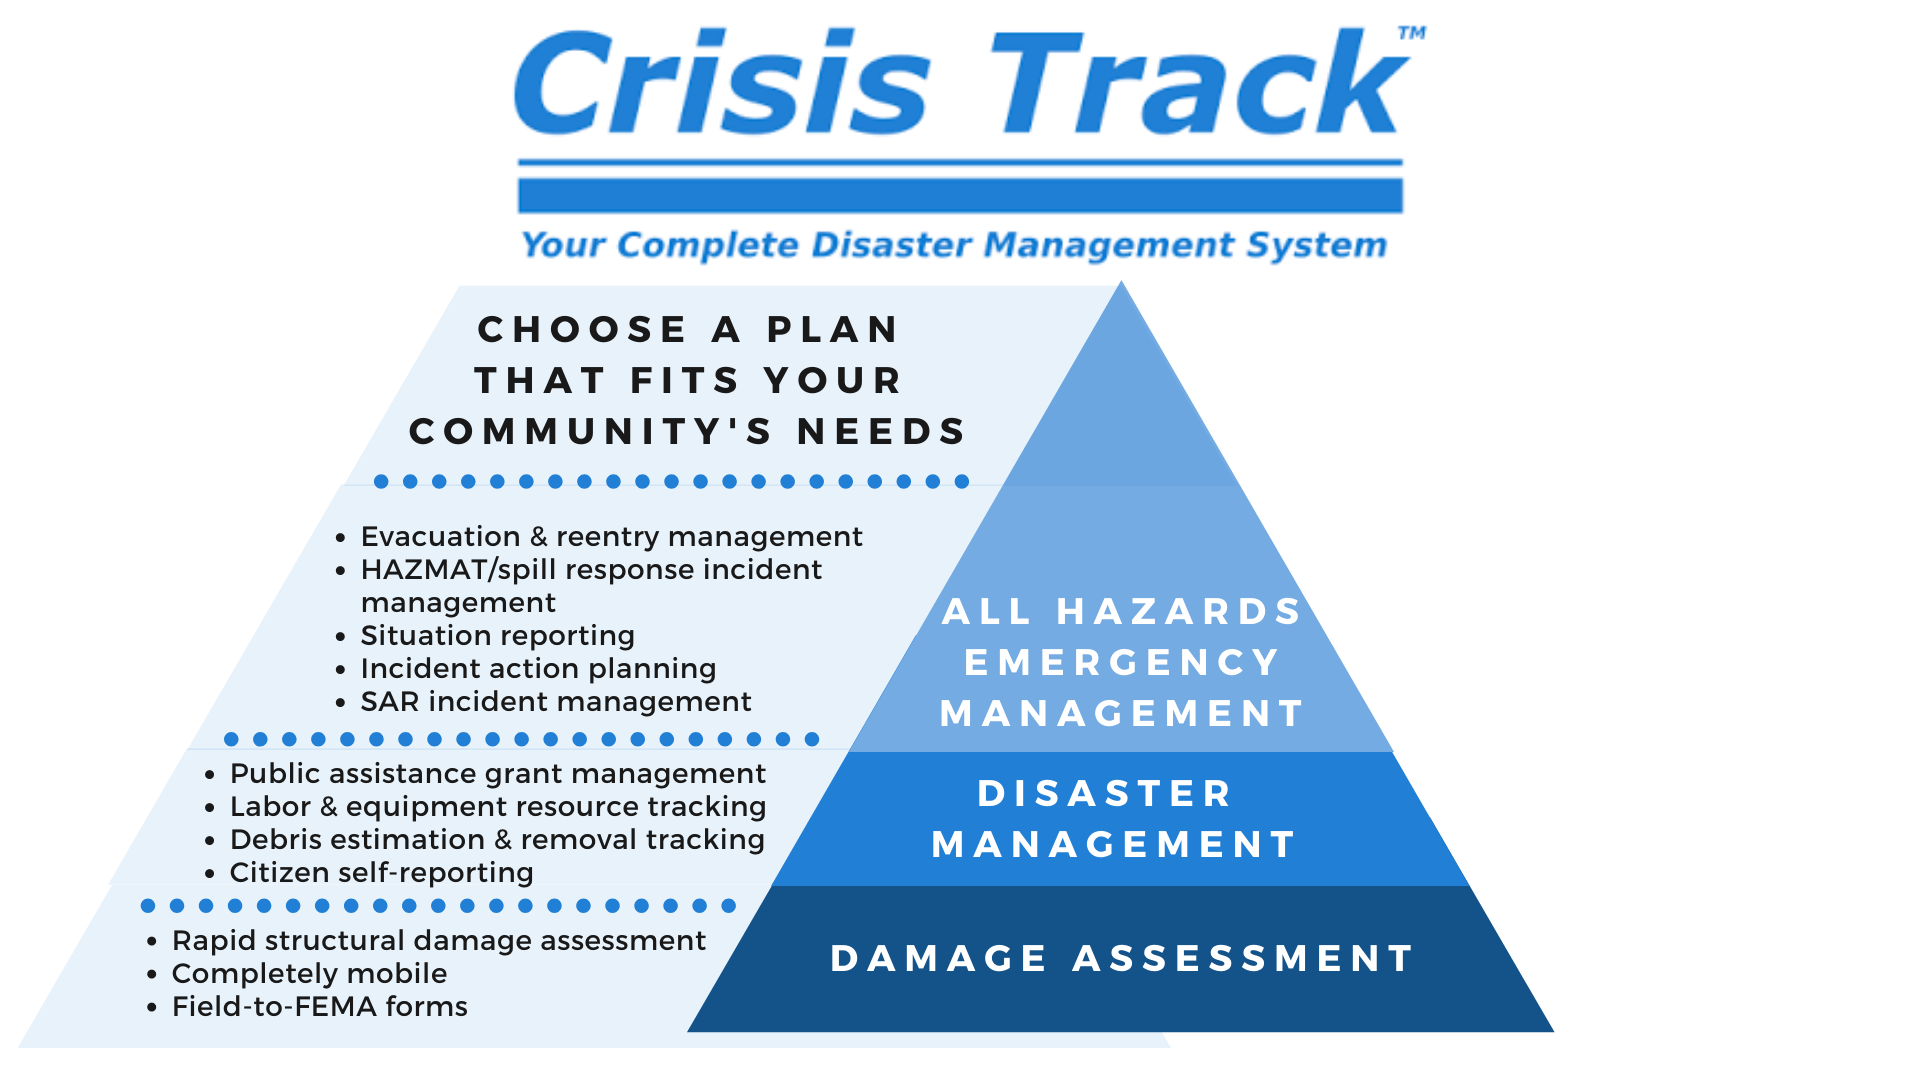 Crisis Track™
Your Complete Disaster Management System
CHOOSE A PLAN
THAT FITS YOUR
COMMUNITY'S NEEDS
• Evacuation & reentry management
• HAZMAT/spill response incident
management
• Situation reporting
• Incident action planning
• SAR incident management
ALL HAZARDS
EMERGENCY
MANAGEMENT
• Public assistance grant management
• Labor & equipment resource tracking
• Debris estimation & removal tracking
• Citizen self-reporting
DISASTER
MANAGEMENT
• Rapid structural damage assessment
• Completely mobile
• Field-to-FEMA forms
DAMAGE ASSESSMENT